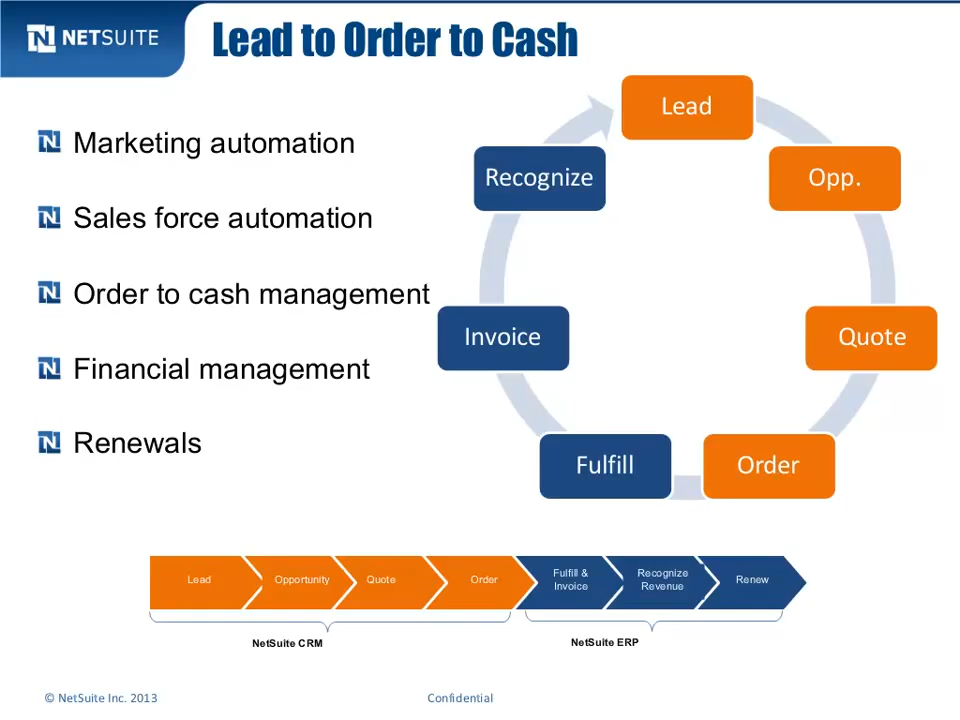 NETSUITE
Lead to Order to Cash
Marketing automation
Sales force automation
Order to cash management
Financial management
Renewals
Lead
Opp.
Quote
Order
Fulfill
Invoice
Recognize
Lead
Opportunity
Quote
Order
Fulfill &
Invoice
Recognize
Revenue
Renew
NetSuite CRM
NetSuite ERP
© NetSuite Inc. 2013
Confidential